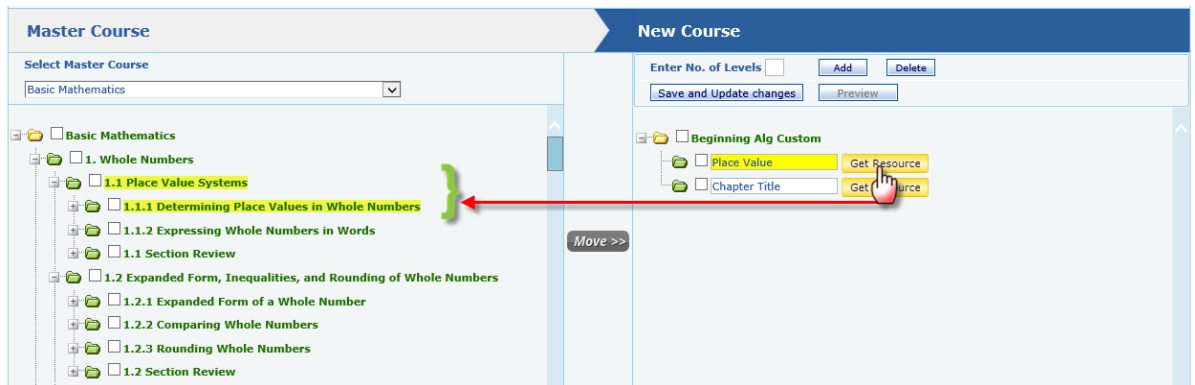 Master Course
Select Master Course
Basic Mathematics
Basic Mathematics
1. Whole Numbers
1.1 Place Value Systems
1.1.1 Determining Place Values in Whole Numbers
1.1.2 Expressing Whole Numbers in Words
1.1 Section Review
1.2 Expanded Form, Inequalities, and Rounding of Whole Numbers
1.2.1 Expanded Form of a Whole Number
1.2.2 Comparing Whole Numbers
1.2.3 Rounding Whole Numbers
1.2 Section Review
Move >>
New Course
Enter No. of Levels Add Delete
Save and Update changes Preview
Beginning Alg Custom
Place Value Get Resource
Chapter Title Get Resource